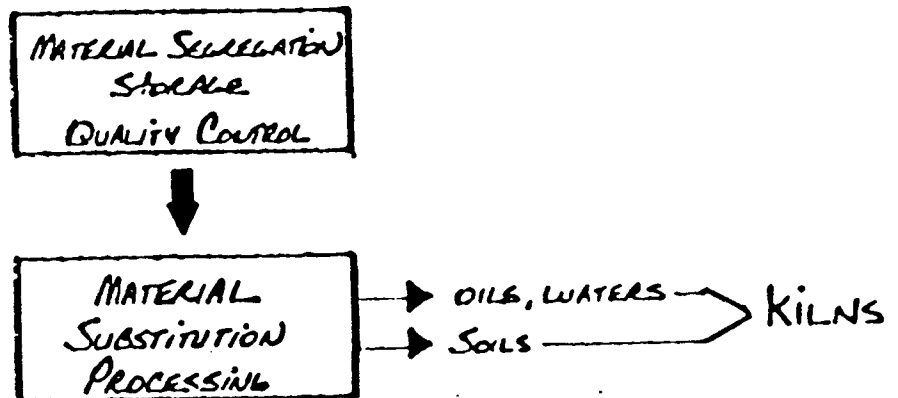 MATERIAL SEGREGATION
STORAGE
QUALITY CONTROL
MATERIAL
SUBSTITUTION
PROCESSING
OILS, WATERS
SOILS
KILNS